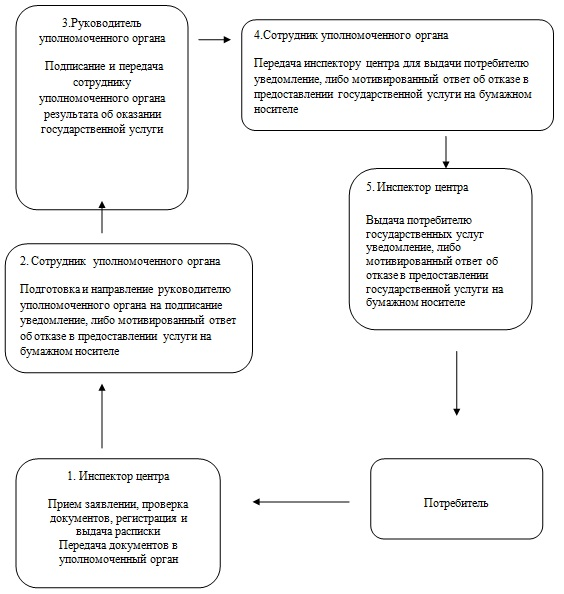 3.Руководитель
уполномоченного органа
Подписание и передача
сотруднику
уполномоченного органа
результата об оказании
государственной услуги
4.Сотрудник уполномоченного органа
Передача инспектору центра для выдачи потребителю
уведомление, либо мотивированный ответ об отказе в
предоставлении государственной услуги на бумажном
носителе
5. Инспектор центра
Выдача потребителю
государственных услуг
уведомление, либо
мотивированный ответ об
отказе в предоставлении
государственной услуги на
бумажном носителе
2. Сотрудник уполномоченного органа
Подготовка и направление руководителю
уполномоченного органа на подписание
уведомление, либо мотивированный ответ
об отказе в предоставлении услуги на
бумажном носителе
1. Инспектор центра
Прием заявлении, проверка
документов, регистрация и
выдача расписки
Передача документов в
уполномоченный орган
Потребитель